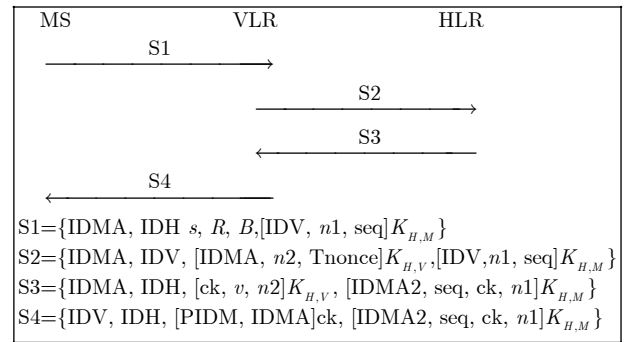 MS VLR HLR
S1
S2
S3
S4
S1={IDMA, IDH s, R, B,[IDV, n1, seq]K_{H,M}}
S2={IDMA, IDV, [IDMA, n2, Tnonce]K_{H,V},[IDV,n1, seq]K_{H,M}}
S3={IDMA, IDH, [ck, v, n2]K_{H,V}, [IDMA2, seq, ck, n1]K_{H,M}}
S4={IDV, IDH, [PIDM, IDMA]ck, [IDMA2, seq, ck, n1]K_{H,M}}